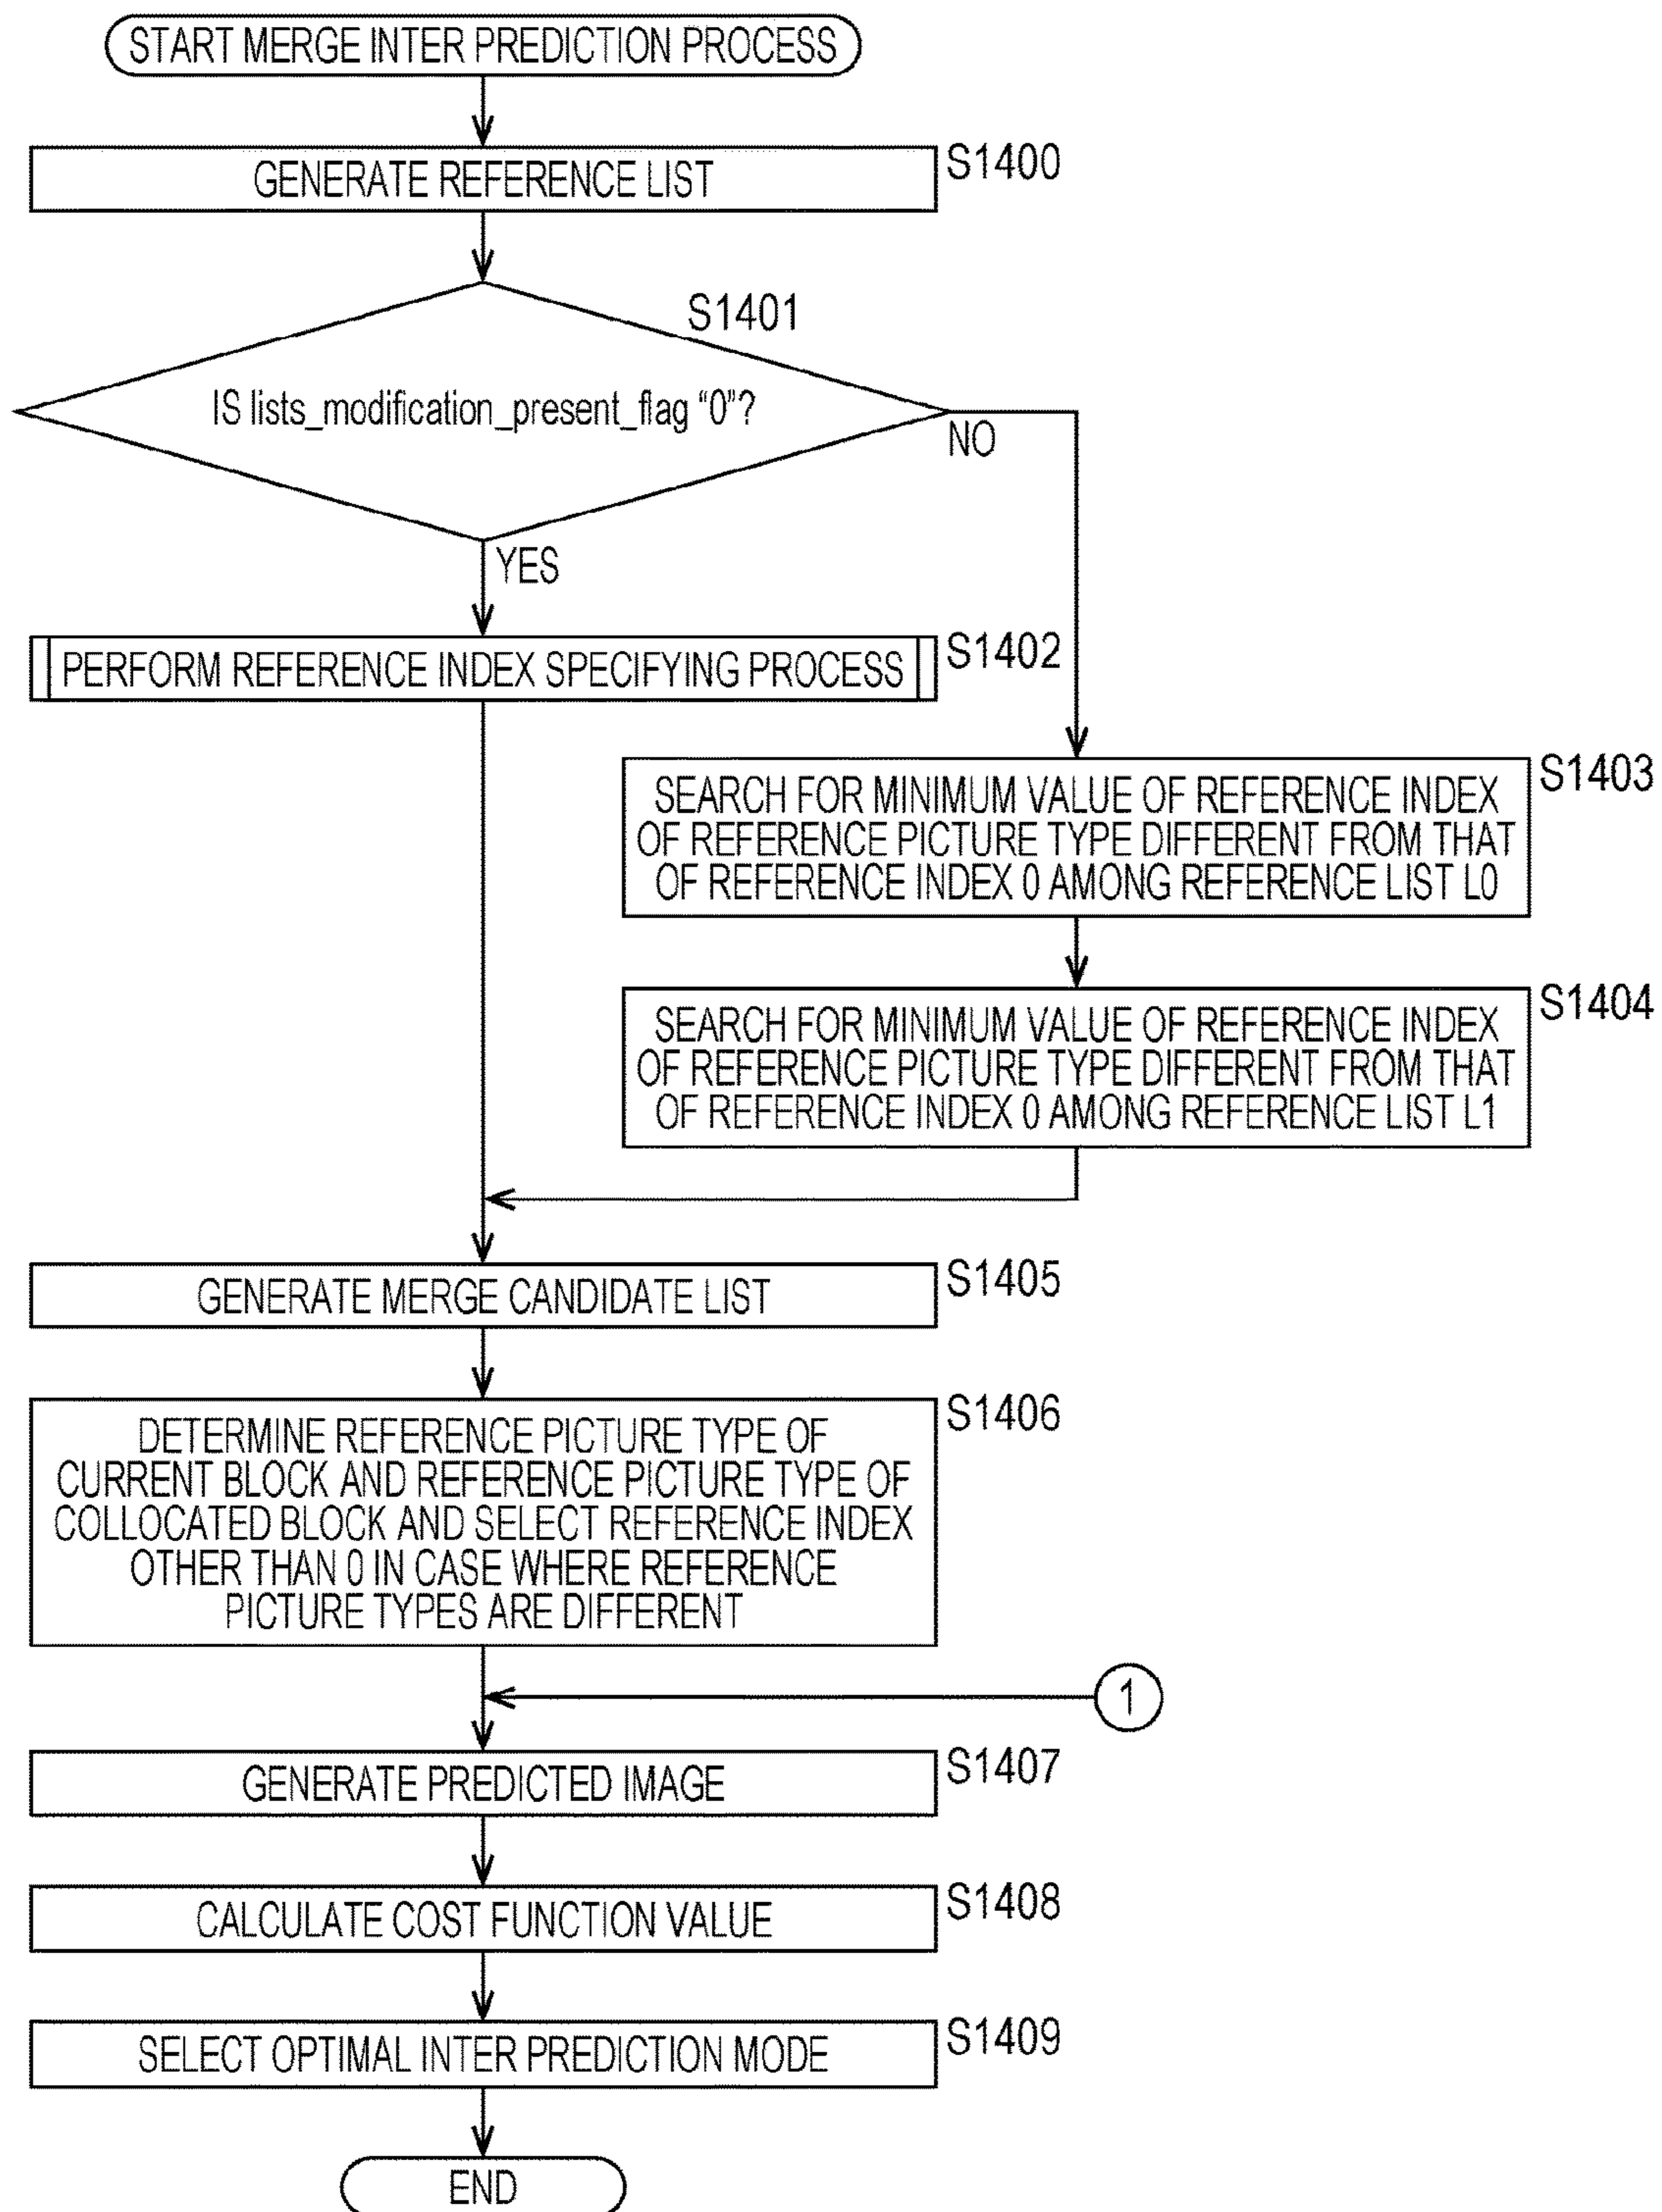 START MERGE INTER PREDICTION PROCESS
GENERATE REFERENCE LIST
S1400
S1401
IS lists_modification_present_flag “0”?
NO
YES
PERFORM REFERENCE INDEX SPECIFYING PROCESS
S1402
SEARCH FOR MINIMUM VALUE OF REFERENCE INDEX
OF REFERENCE PICTURE TYPE DIFFERENT FROM THAT
OF REFERENCE INDEX 0 AMONG REFERENCE LIST L0
S1403
SEARCH FOR MINIMUM VALUE OF REFERENCE INDEX
OF REFERENCE PICTURE TYPE DIFFERENT FROM THAT
OF REFERENCE INDEX 0 AMONG REFERENCE LIST L1
S1404
GENERATE MERGE CANDIDATE LIST
S1405
DETERMINE REFERENCE PICTURE TYPE OF
CURRENT BLOCK AND REFERENCE PICTURE TYPE OF
COLLOCATED BLOCK AND SELECT REFERENCE INDEX
OTHER THAN 0 IN CASE WHERE REFERENCE
PICTURE TYPES ARE DIFFERENT
S1406
1
GENERATE PREDICTED IMAGE
S1407
CALCULATE COST FUNCTION VALUE
S1408
SELECT OPTIMAL INTER PREDICTION MODE
S1409
END